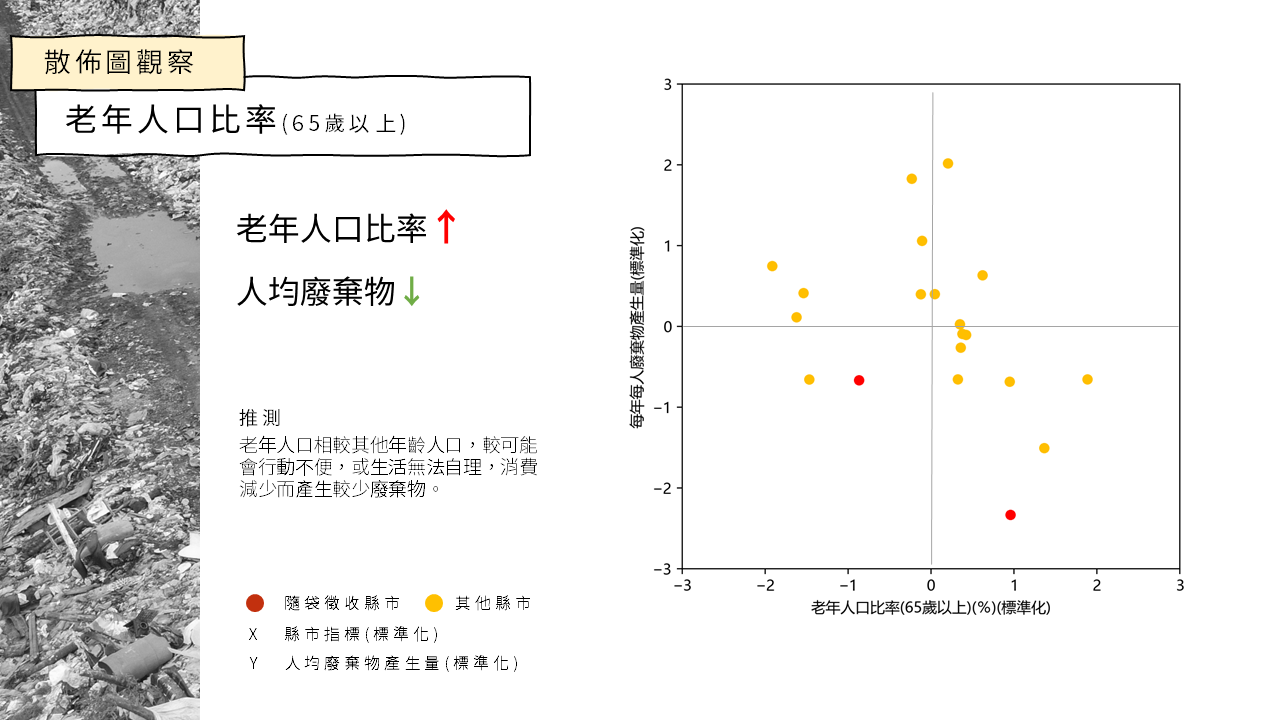 散佈圖觀察
老年人口比率(65歲以上)
老年人口比率↑
人均廢棄物↓
推測
老年人口相較其他年齡人口，較可能
會行動不便，或生活無法自理，消費
減少而產生較少廢棄物。
隨袋徵收縣市 其他縣市
X 縣市指標(標準化)
Y 人均廢棄物產生量(標準化)
每年每人廢棄物產生量(標準化)
3
2
1
0
−1
−2
−3
−3 −2 −1 0 1 2 3
老年人口比率(65歲以上)(%)(標準化)